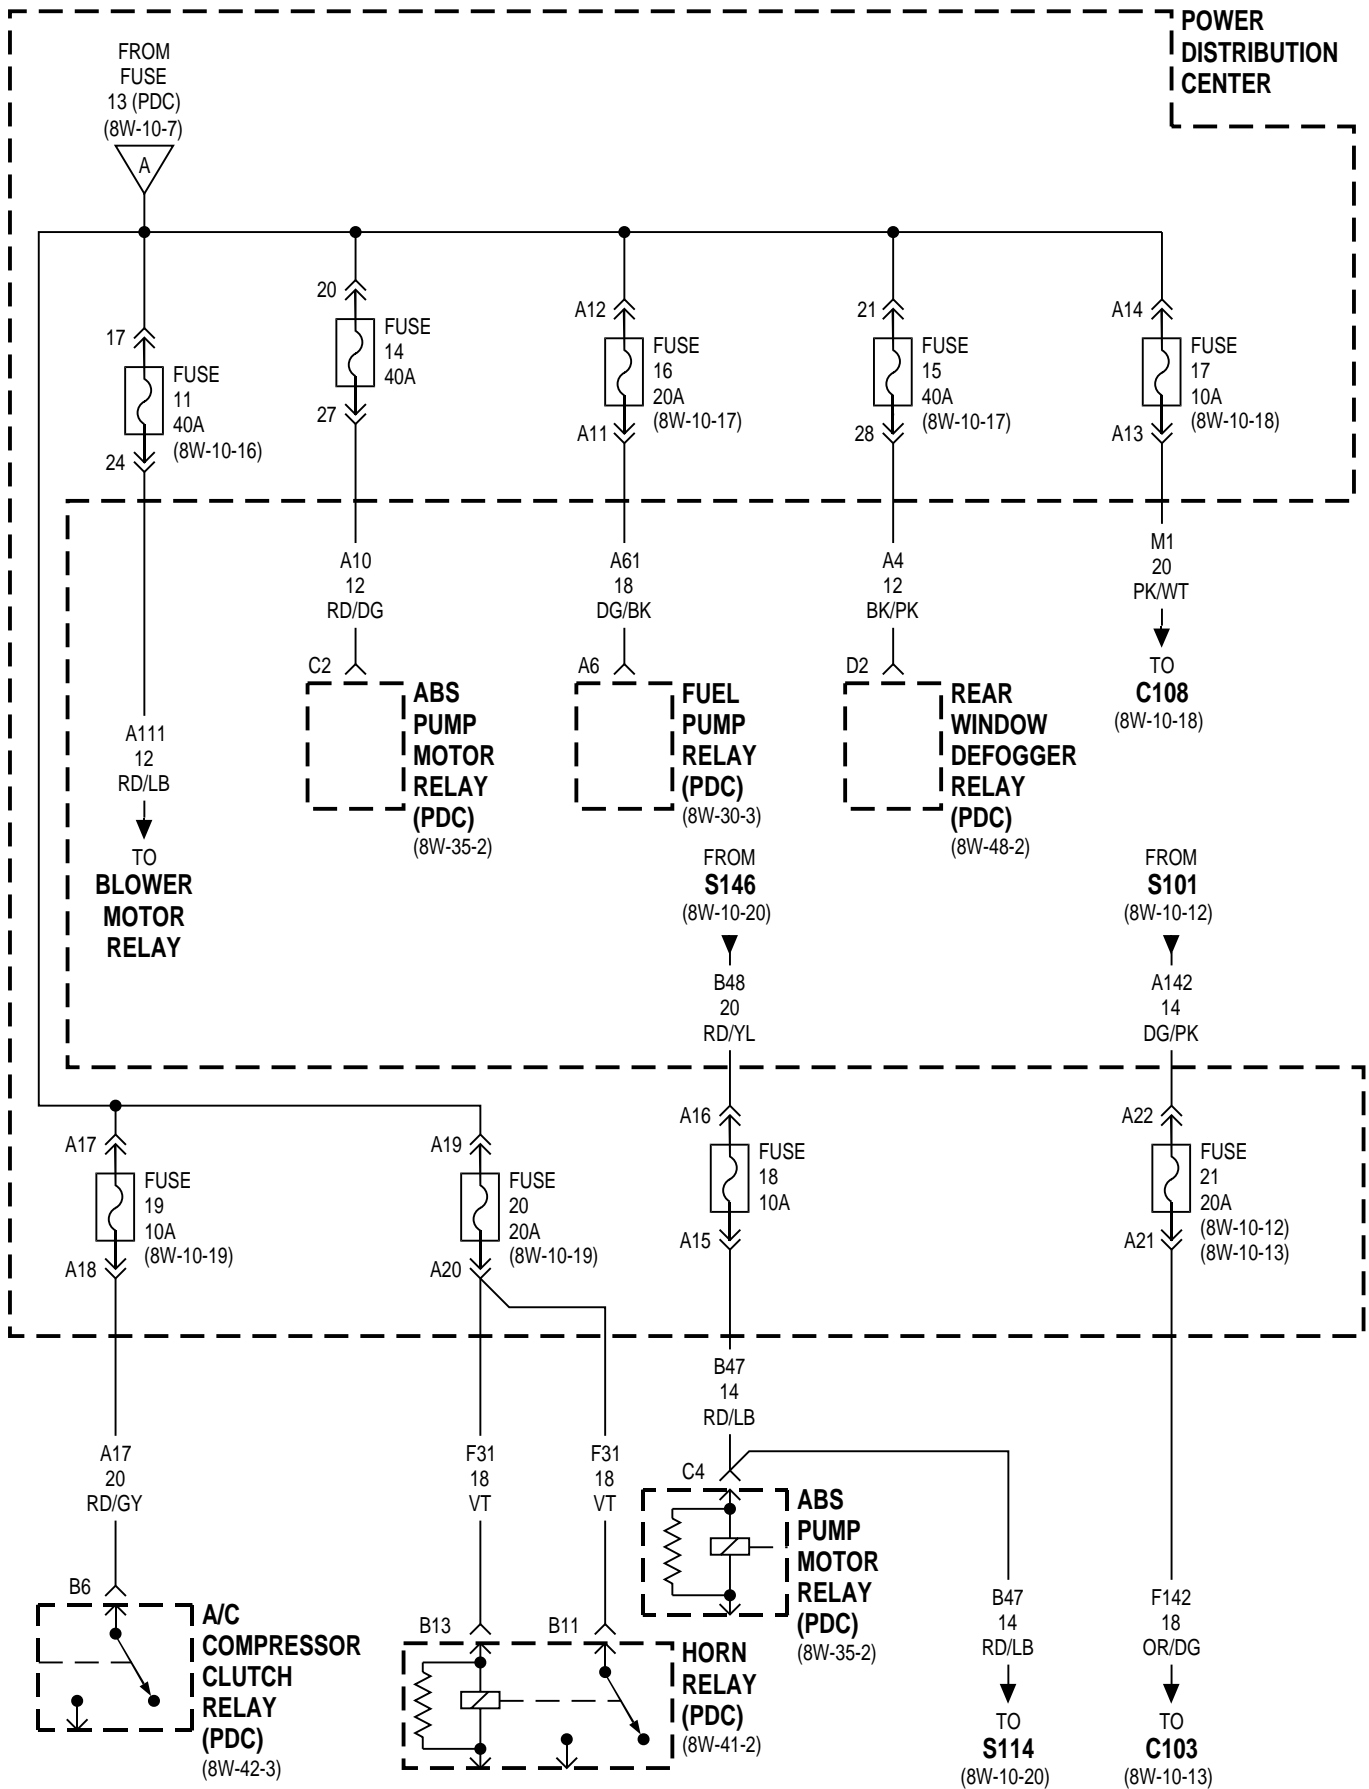 POWER
DISTRIBUTION
CENTER
FROM
FUSE
13 (PDC)
(8W-10-7)
A
17
FUSE
11
40A
(8W-10-16)
24
20
FUSE
14
40A
27
A12
FUSE
16
20A
(8W-10-17)
A11
21
FUSE
15
40A
(8W-10-17)
28
A14
FUSE
17
10A
(8W-10-18)
A13
A111
12
RD/LB
TO
BLOWER
MOTOR
RELAY
A10
12
RD/DG
C2
ABS
PUMP
MOTOR
RELAY
(PDC)
(8W-35-2)
A61
18
DG/BK
A6
FUEL
PUMP
RELAY
(PDC)
(8W-30-3)
A4
12
BK/PK
D2
REAR
WINDOW
DEFOGGER
RELAY
(PDC)
(8W-48-2)
M1
20
PK/WT
TO
C108
(8W-10-18)
FROM
S146
(8W-10-20)
B48
20
RD/YL
FROM
S101
(8W-10-12)
A142
14
DG/PK
A17
FUSE
19
10A
(8W-10-19)
A18
A19
FUSE
20
20A
(8W-10-19)
A20
A16
FUSE
18
10A
A15
A22
FUSE
21
20A
(8W-10-12)
(8W-10-13)
A21
A17
20
RD/GY
B6
A/C
COMPRESSOR
CLUTCH
RELAY
(PDC)
(8W-42-3)
F31
18
VT
B13
F31
18
VT
B11
HORN
RELAY
(PDC)
(8W-41-2)
B47
14
RD/LB
C4
ABS
PUMP
MOTOR
RELAY
(PDC)
(8W-35-2)
B47
14
RD/LB
TO
S114
(8W-10-20)
F142
18
OR/DG
TO
C103
(8W-10-13)